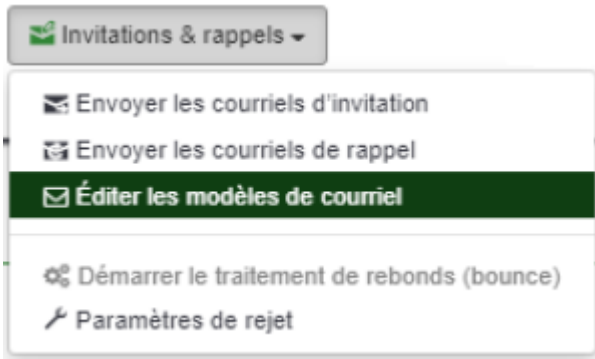 Invitations & rappels
Envoyer les courriels d'invitation
Envoyer les courriels de rappel
Éditer les modèles de courriel
Démarrer le traitement de rebonds (bounce)
Paramètres de rejet